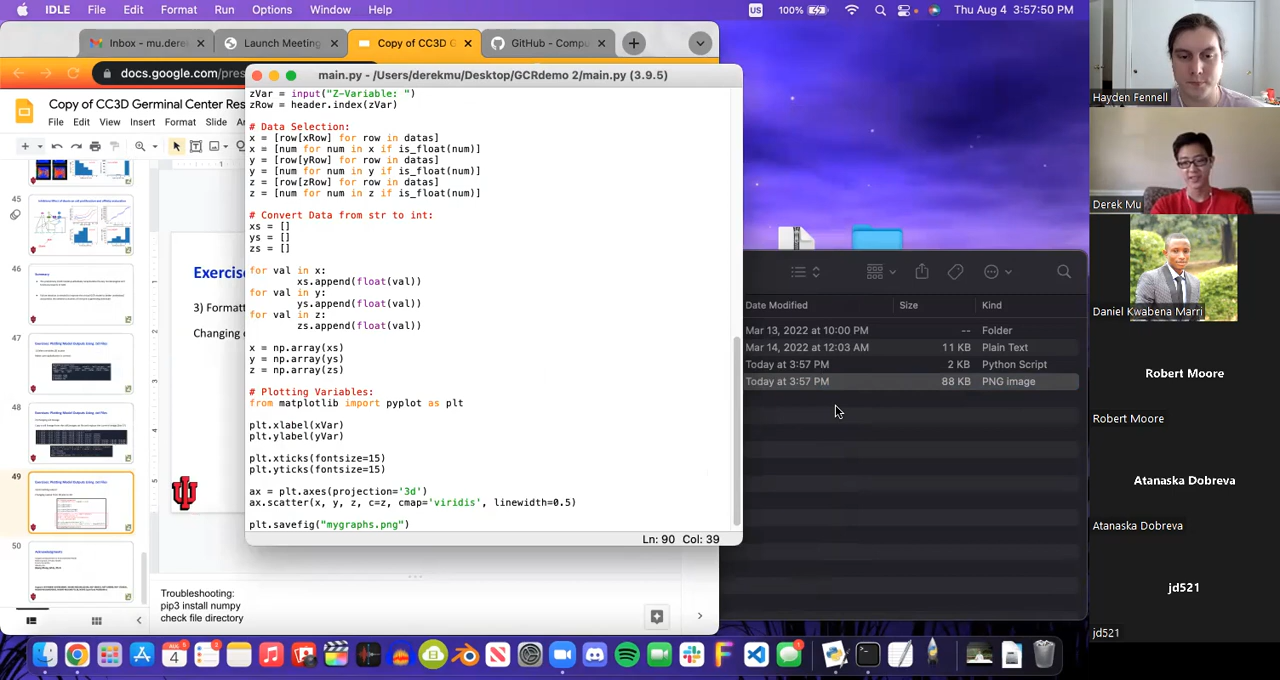 IDLE File Edit Format Run Options Window Help
US 100% Thu Aug 4 3:57:50 PM
Inbox - mu.dere
Launch Meeting
Copy of CC3D G
GitHub - Compu
docs.google.com/pres
main.py - /Users/derekmu/Desktop/GCRdemo 2/main.py (3.9.5)
Copy of CC3D Germinal Center Res
File Edit View Insert Format Slide
zVar = input("Z-Variable: ")
zRow = header.index(zVar)
# Data Selection:
x = [row[xRow] for row in datas]
x = [num for num in x if is_float(num)]
y = [row[yRow] for row in datas]
y = [num for num in y if is_float(num)]
z = [row[zRow] for row in datas]
z = [num for num in z if is_float(num)]
# Convert Data from str to int:
xs = []
ys = []
zs = []
for val in x:
xs.append(float(val))
for val in y:
ys.append(float(val))
for val in z:
zs.append(float(val))
x = np.array(xs)
y = np.array(ys)
z = np.array(zs)
# Plotting Variables:
from matplotlib import pyplot as plt
plt.xlabel(xVar)
plt.ylabel(yVar)
plt.xticks(fontsize=15)
plt.yticks(fontsize=15)
ax = plt.axes(projection='3d')
ax.scatter(x, y, z, c=z, cmap='viridis', linewidth=0.5)
plt.savefig("mygraphs.png")
Ln: 90 Col: 39
45
46
47
48
49
50
Exercis
3) Format
Changing c
Troubleshooting:
pip3 install numpy
check file directory
Date Modified Size Kind
Mar 13, 2022 at 10:00 PM -- Folder
Mar 14, 2022 at 12:03 AM 11 KB Plain Text
Today at 3:57 PM 2 KB Python Script
Today at 3:57 PM 88 KB PNG image
Hayden Fennell
Derek Mu
Daniel Kwabena Marri
Robert Moore
Robert Moore
Atanaska Dobreva
Atanaska Dobreva
jd521
jd521